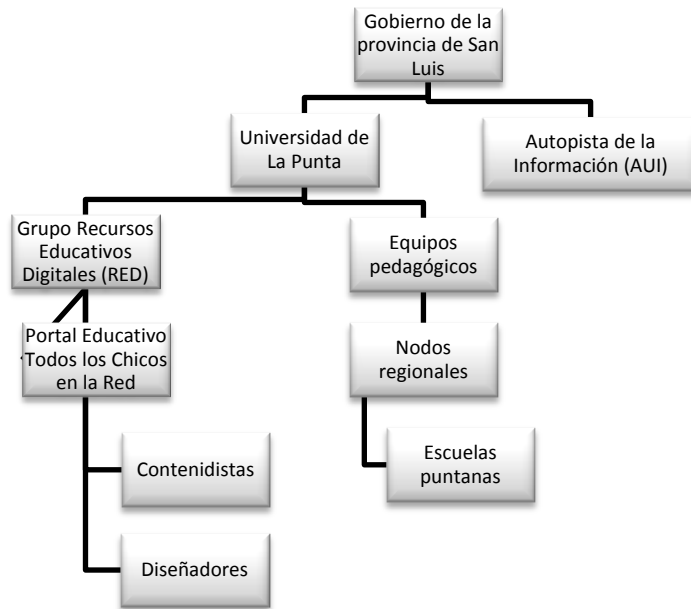 Gobierno de la
provincia de San
Luis
Universidad de
La Punta
Autopista de la
Información (AUI)
Grupo Recursos
Educativos
Digitales (RED)
Equipos
pedagógicos
Portal Educativo
Todos los Chicos
en la Red
Nodos
regionales
Contenidistas
Escuelas
puntanas
Diseñadores